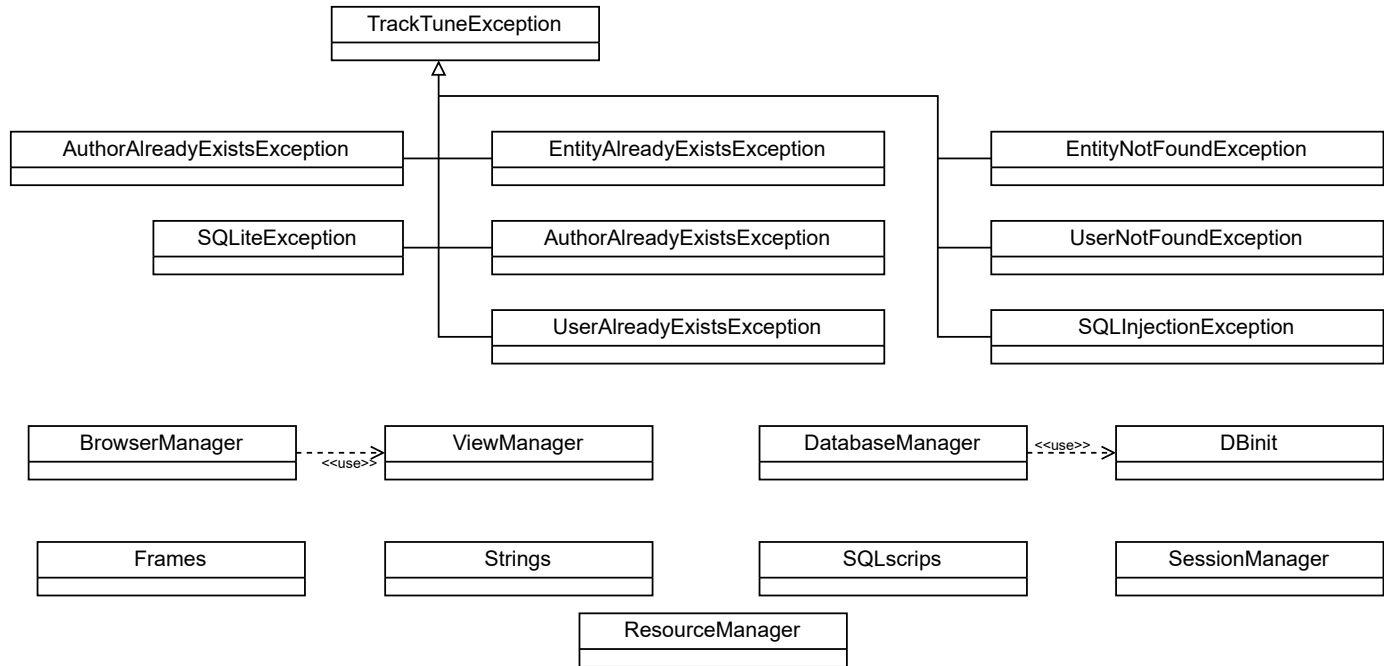 TrackTuneException
AuthorAlreadyExistsException
EntityAlreadyExistsException
EntityNotFoundException
SQLiteException
AuthorAlreadyExistsException
UserNotFoundException
UserAlreadyExistsException
SQLInjectionException
BrowserManager
<<use>>
ViewManager
DatabaseManager
<<use>>
DBinit
Frames
Strings
SQLscrips
SessionManager
ResourceManager